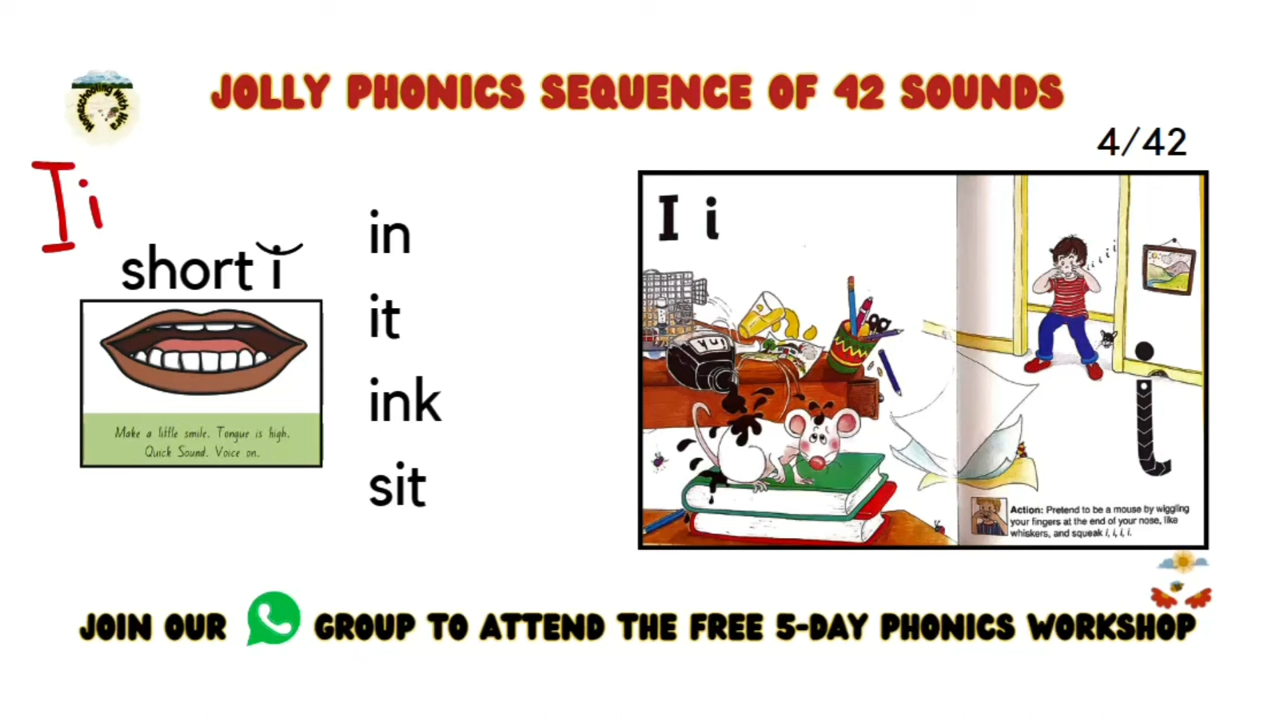 JOLLY PHONICS SEQUENCE OF 42 SOUNDS
4/42
Ii
short ĭ
in
it
ink
sit
Make a little smile. Tongue is high.
Quick Sound. Voice on.
I i
Ink
i i i i
Action: Pretend to be a mouse by wiggling
your fingers at the end of your nose, like
whiskers, and squeak i, i, i, i.
JOIN OUR GROUP TO ATTEND THE FREE 5-DAY PHONICS WORKSHOP